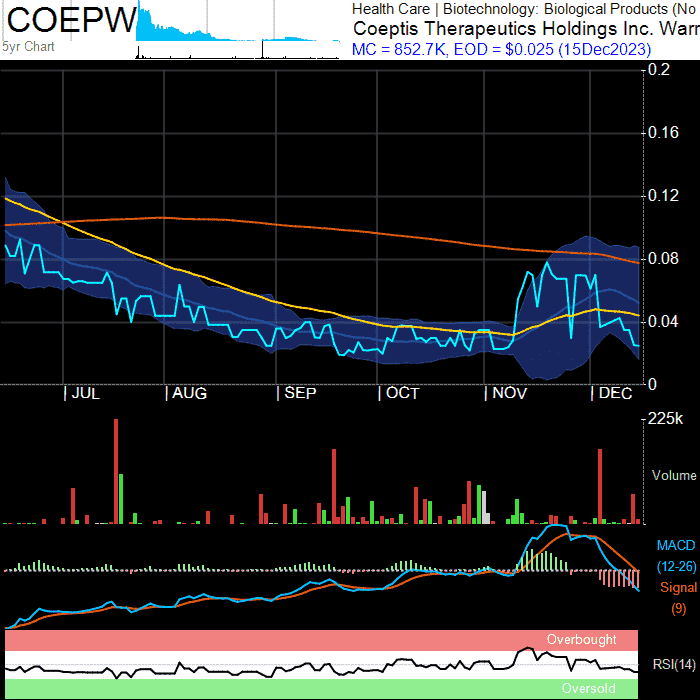 COEPW
5yr Chart
Health Care | Biotechnology: Biological Products (No
Coeptis Therapeutics Holdings Inc. Warr
MC = 852.7K, EOD = $0.025 (15Dec2023)
0.2
0.16
0.12
0.08
0.04
0
| JUL | AUG | SEP | OCT | NOV | DEC
225k
Volume
MACD
(12-26)
Signal
(9)
Overbought
RSI(14)
Oversold